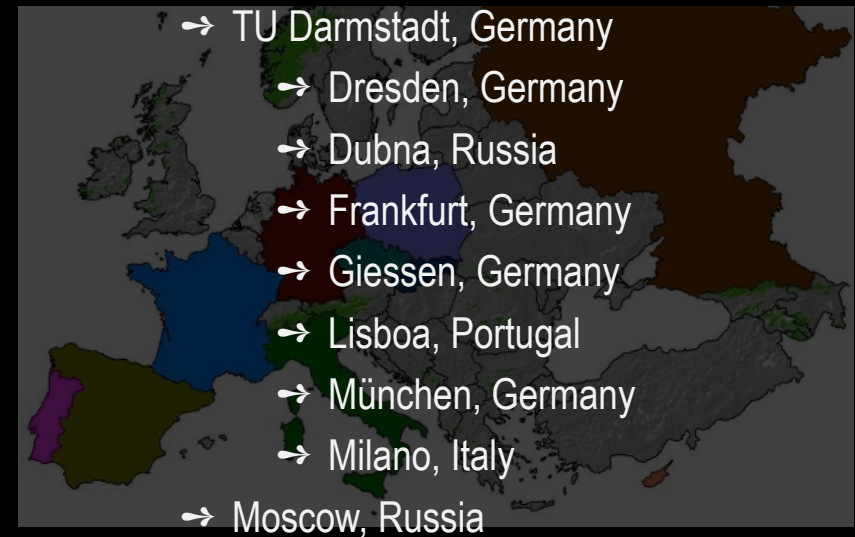 ➺ TU Darmstadt, Germany
➺ Dresden, Germany
➺ Dubna, Russia
➺ Frankfurt, Germany
➺ Giessen, Germany
➺ Lisboa, Portugal
➺ München, Germany
➺ Milano, Italy
➺ Moscow, Russia